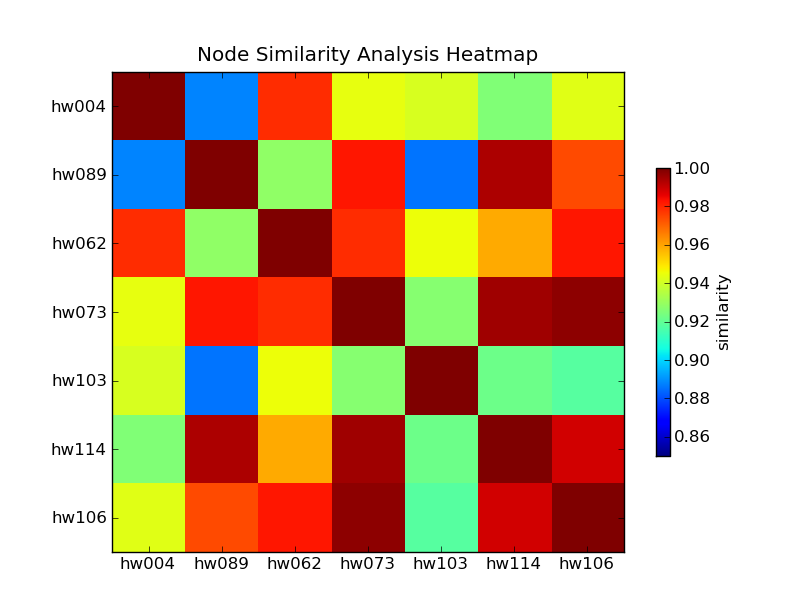 Node Similarity Analysis Heatmap
hw004
hw089
hw062
hw073
hw103
hw114
hw106
hw004 hw089 hw062 hw073 hw103 hw114 hw106
1.00
0.98
0.96
0.94
0.92
0.90
0.88
0.86
similarity